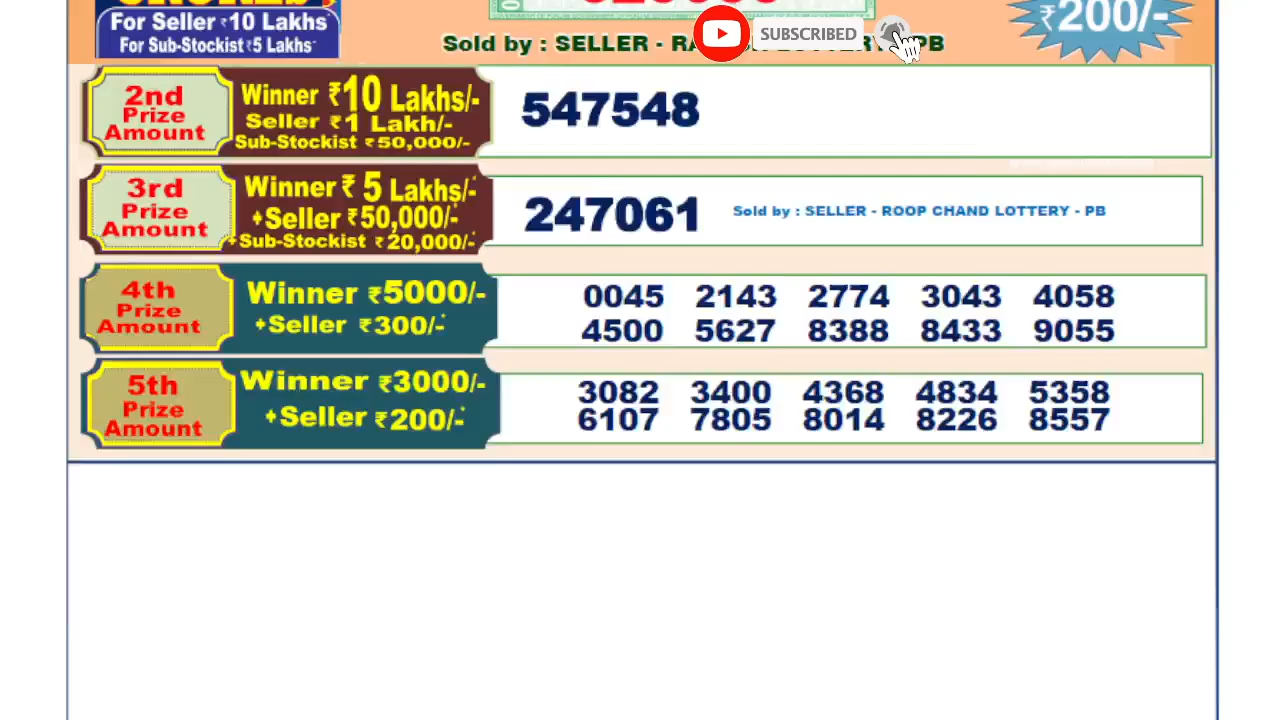 For Seller ₹10 Lakhs
For Sub-Stockist ₹5 Lakhs
₹200/-
Sold by : SELLER - PB
SUBSCRIBED
2nd Prize Amount
Winner ₹10 Lakhs/-
Seller ₹1 Lakh/-
Sub-Stockist ₹50,000/-
547548
3rd Prize Amount
Winner ₹ 5 Lakhs/-
+Seller ₹50,000/-
+Sub-Stockist ₹20,000/-
247061
Sold by : SELLER - ROOP CHAND LOTTERY - PB
4th Prize Amount
Winner ₹5000/-
+Seller ₹300/-
0045 2143 2774 3043 4058
4500 5627 8388 8433 9055
5th Prize Amount
Winner ₹3000/-
+Seller ₹200/-
3082 3400 4368 4834 5358
6107 7805 8014 8226 8557